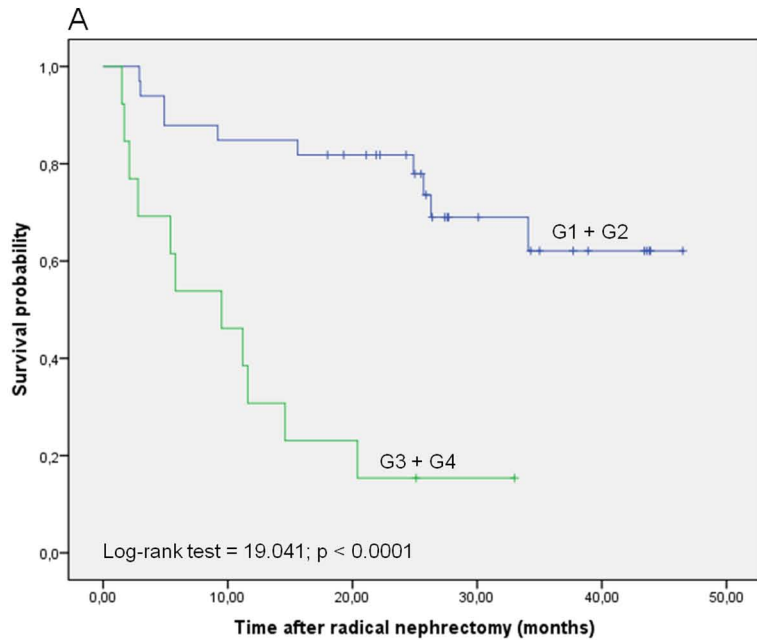 A
1,0
0,8
0,6
0,4
0,2
0,0
Survival probability
G1 + G2
G3 + G4
Log-rank test = 19.041; p < 0.0001
0,00 10,00 20,00 30,00 40,00 50,00
Time after radical nephrectomy (months)